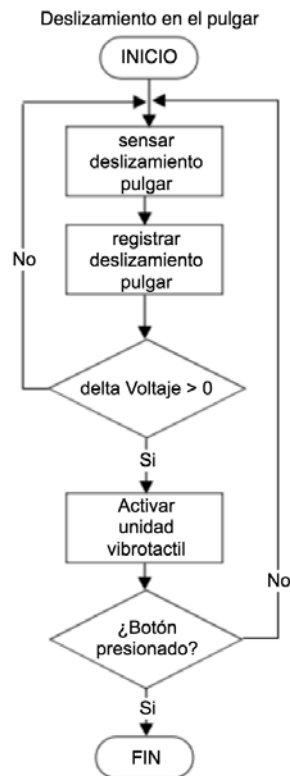 Deslizamiento en el pulgar
INICIO
sensar
deslizamiento
pulgar
registrar
deslizamiento
pulgar
No
delta Voltaje > 0
Si
Activar
unidad
vibrotactil
No
¿Botón
presionado?
Si
FIN